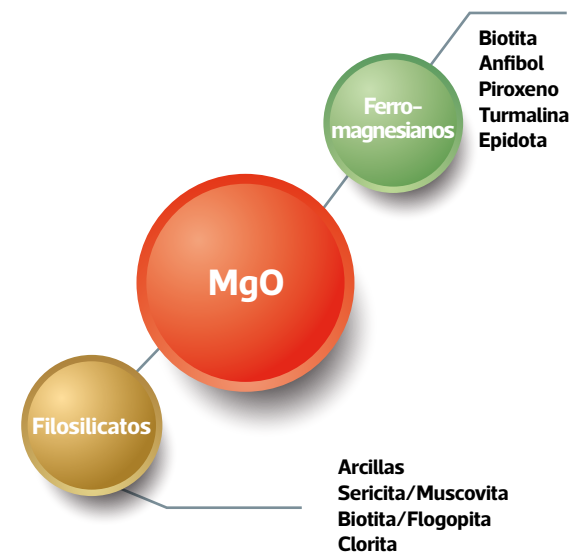 Biotita
Anfibol
Piroxeno
Turmalina
Epidota
Ferro-
magnesianos
MgO
Filosilicatos
Arcillas
Sericita/Muscovita
Biotita/Flogopita
Clorita